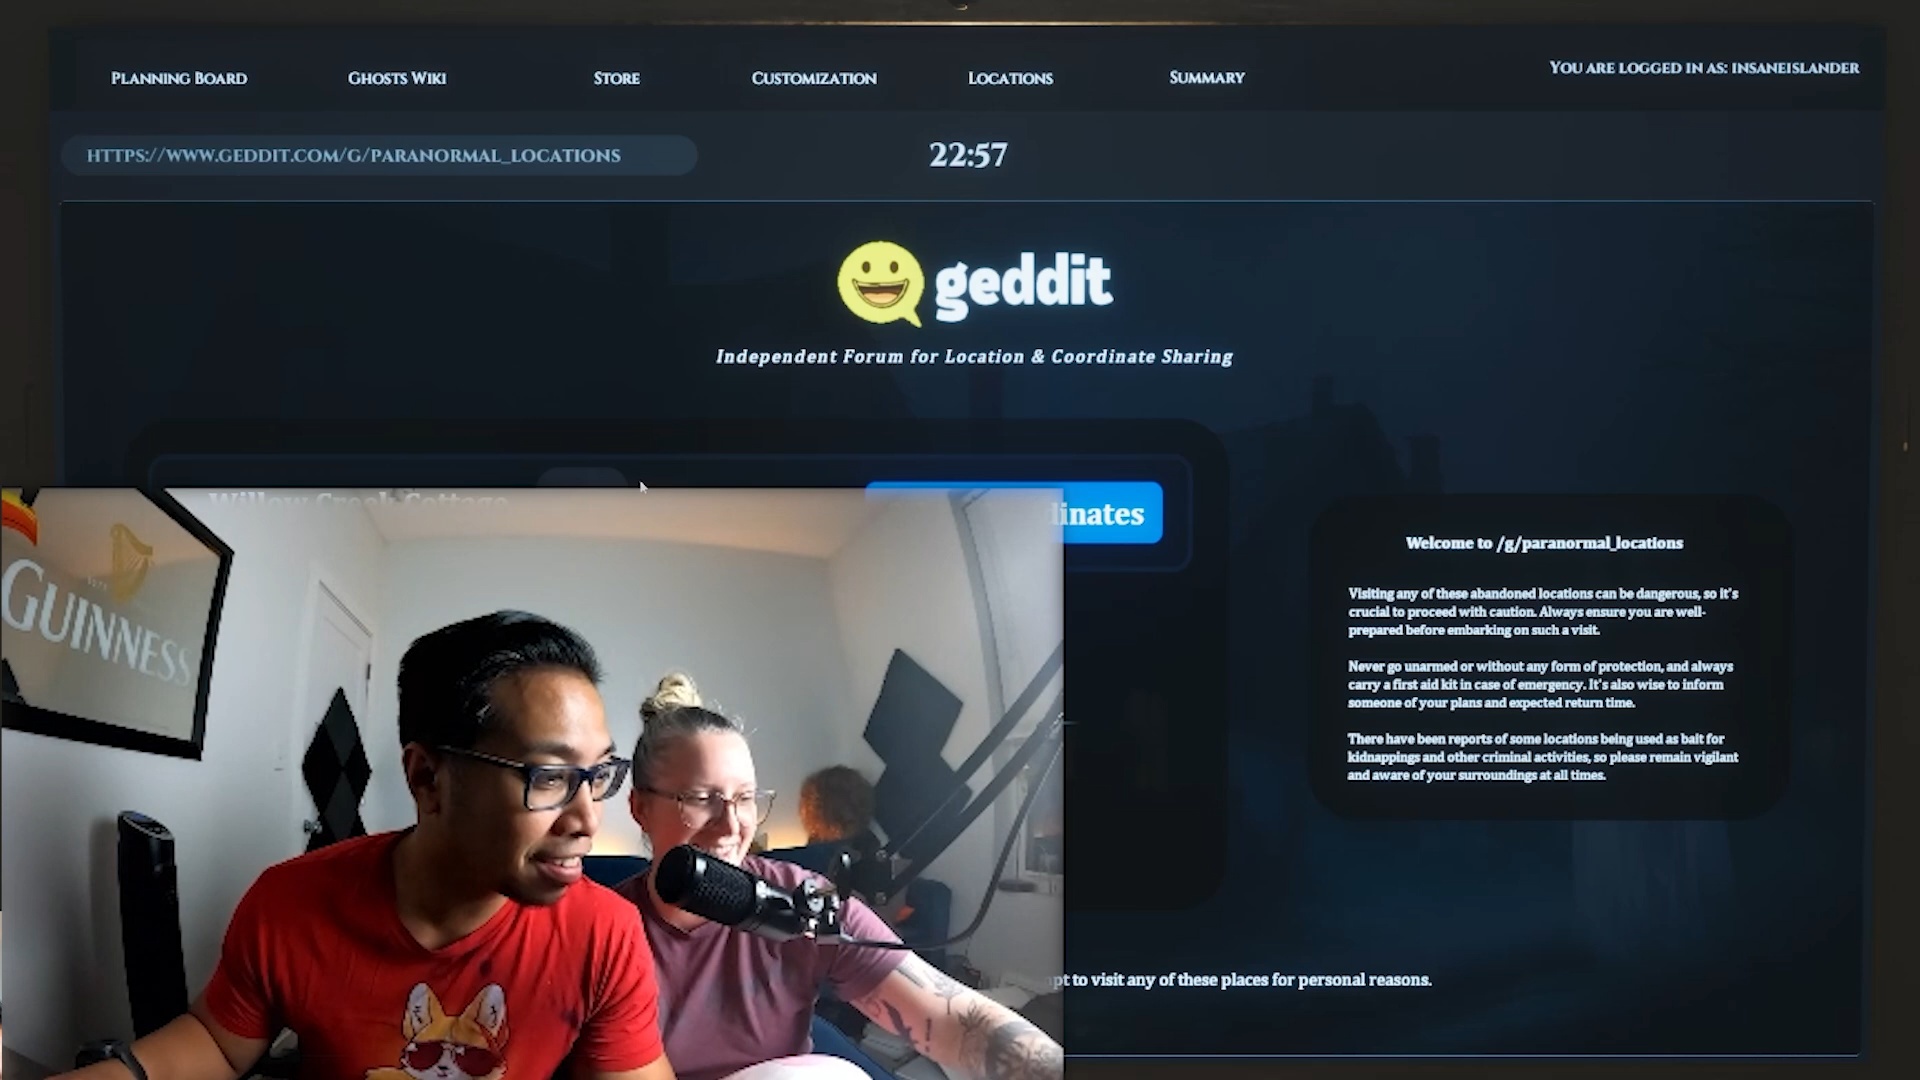 Planning Board
Ghosts Wiki
Store
Customization
Locations
Summary
You are logged in as: insaneislander
https://www.geddit.com/g/paranormal_locations
22:57
geddit
Independent Forum for Location & Coordinate Sharing
Willow Creek Cottage
dinates
Welcome to /g/paranormal_locations
Visiting any of these abandoned locations can be dangerous, so it's
crucial to proceed with caution. Always ensure you are well-
prepared before embarking on such a visit.
Never go unarmed or without any form of protection, and always
carry a first aid kit in case of emergency. It's also wise to inform
someone of your plans and expected return time.
There have been reports of some locations being used as bait for
kidnappings and other criminal activities, so please remain vigilant
and aware of your surroundings at all times.
GUINNESS
pt to visit any of these places for personal reasons.